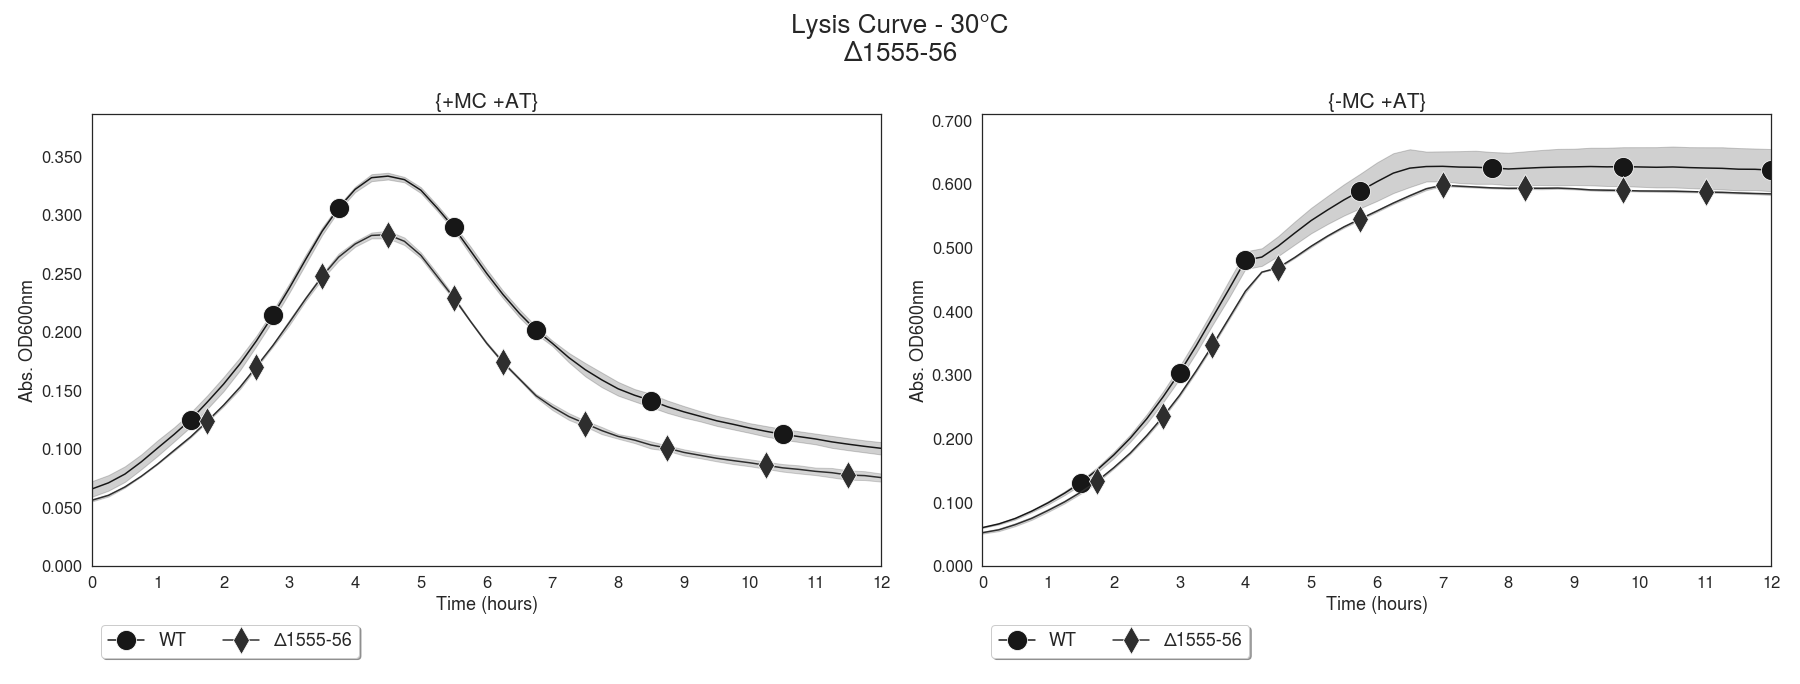 Lysis Curve - 30°C
Δ1555-56
{+MC +AT}
Abs. OD600nm
0.350
0.300
0.250
0.200
0.150
0.100
0.050
0.000
0 1 2 3 4 5 6 7 8 9 10 11 12
Time (hours)
WT Δ1555-56
{-MC +AT}
Abs. OD600nm
0.700
0.600
0.500
0.400
0.300
0.200
0.100
0.000
0 1 2 3 4 5 6 7 8 9 10 11 12
Time (hours)
WT Δ1555-56